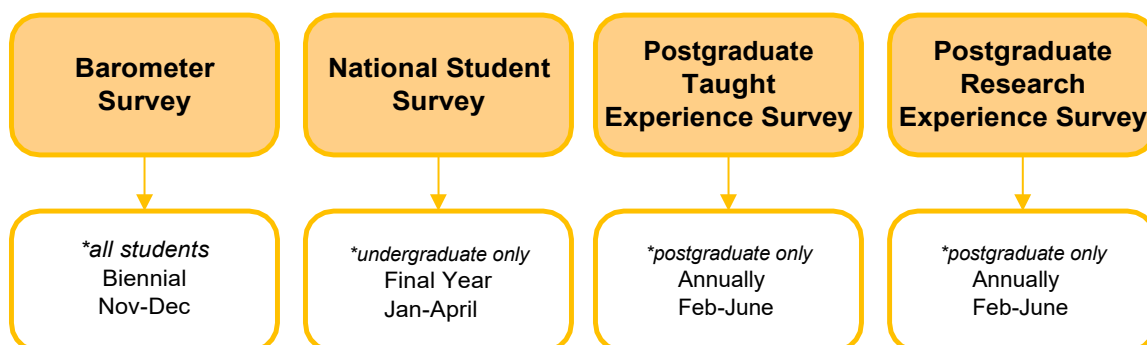 Barometer
Survey
National Student
Survey
Postgraduate
Taught
Experience Survey
Postgraduate
Research
Experience Survey
*all students
Biennial
Nov-Dec
*undergraduate only
Final Year
Jan-April
*postgraduate only
Annually
Feb-June
*postgraduate only
Annually
Feb-June